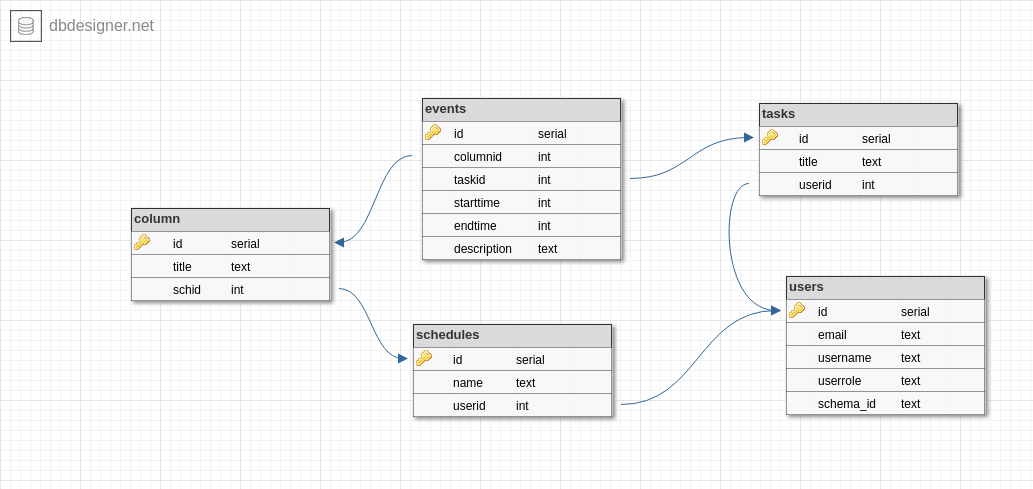 dbdesigner.net
events
id serial
columnid int
taskid int
starttime int
endtime int
description text
tasks
id serial
title text
userid int
column
id serial
title text
schid int
schedules
id serial
name text
userid int
users
id serial
email text
username text
userrole text
schema_id text